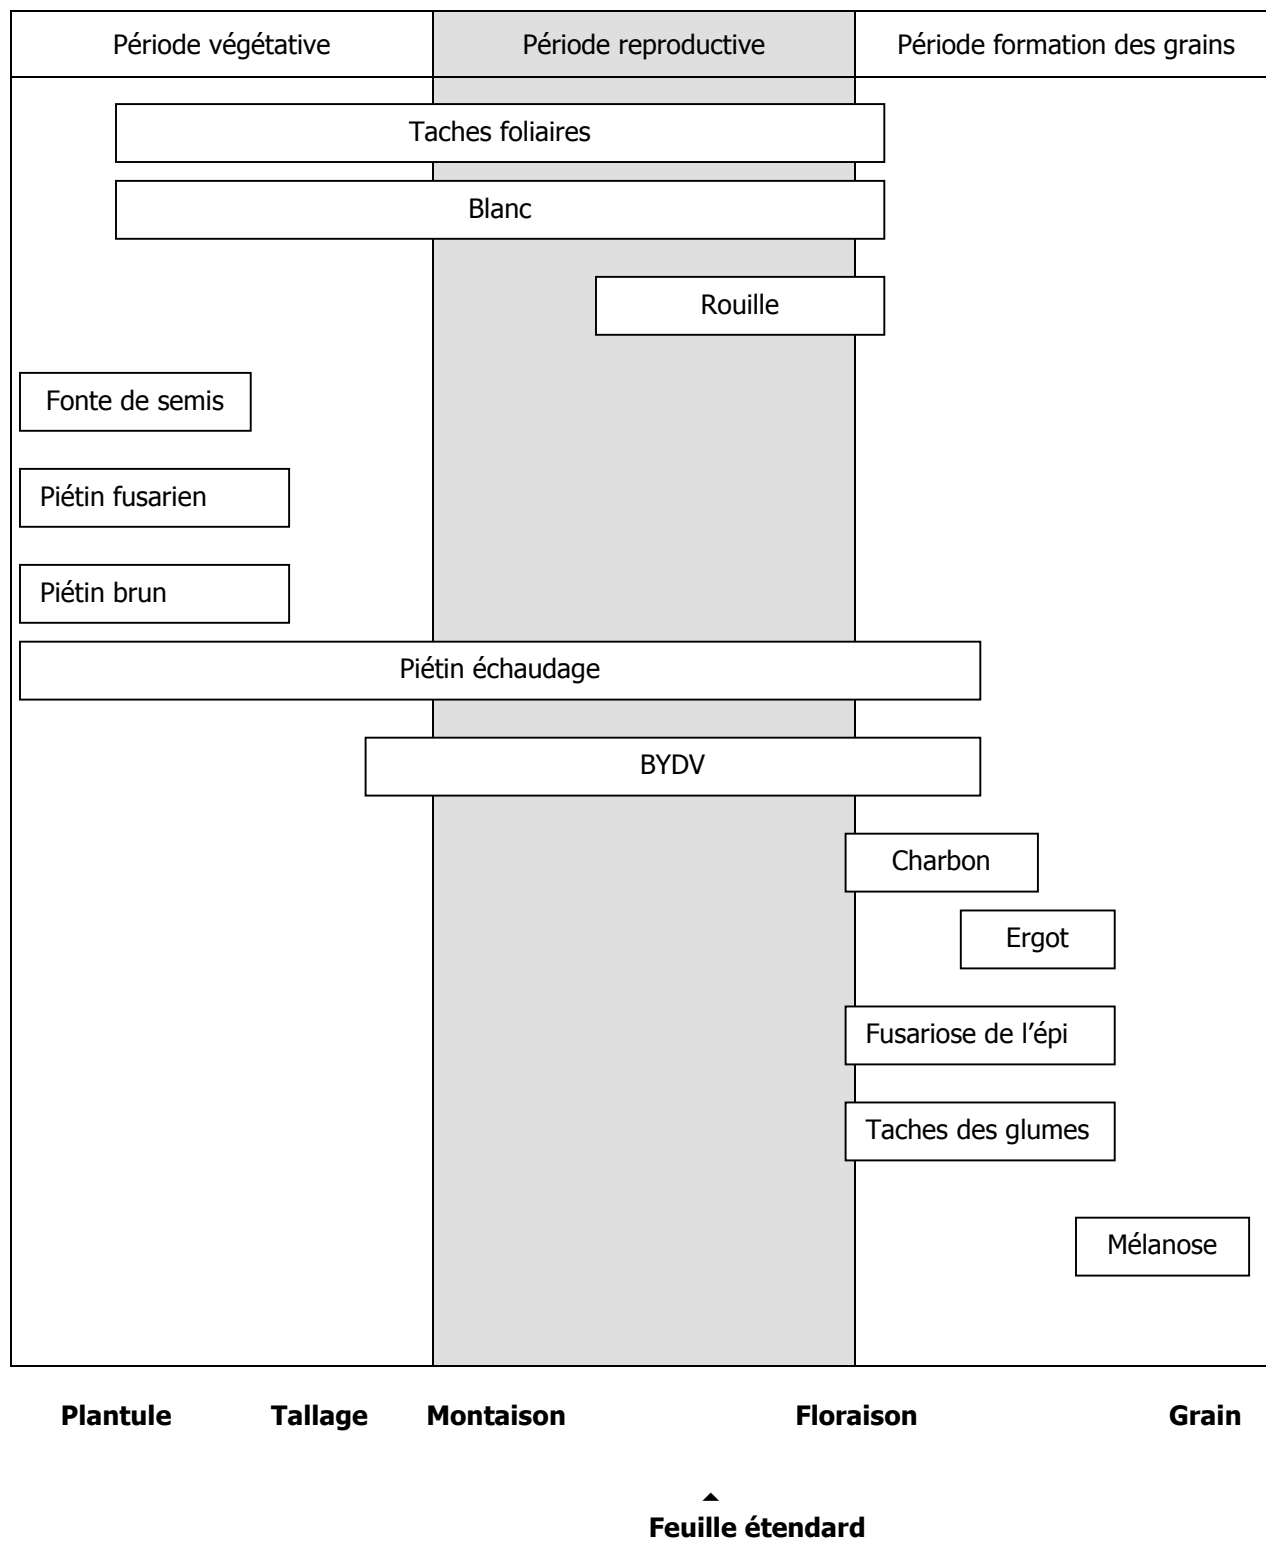 Période végétative
Période reproductive
Période formation des grains
Taches foliaires
Blanc
Rouille
Fonte de semis
Piétin fusarien
Piétin brun
Piétin échaudage
BYDV
Charbon
Ergot
Fusariose de l’épi
Taches des glumes
Mélanose
Plantule Tallage Montaison Floraison Grain
Feuille étendard